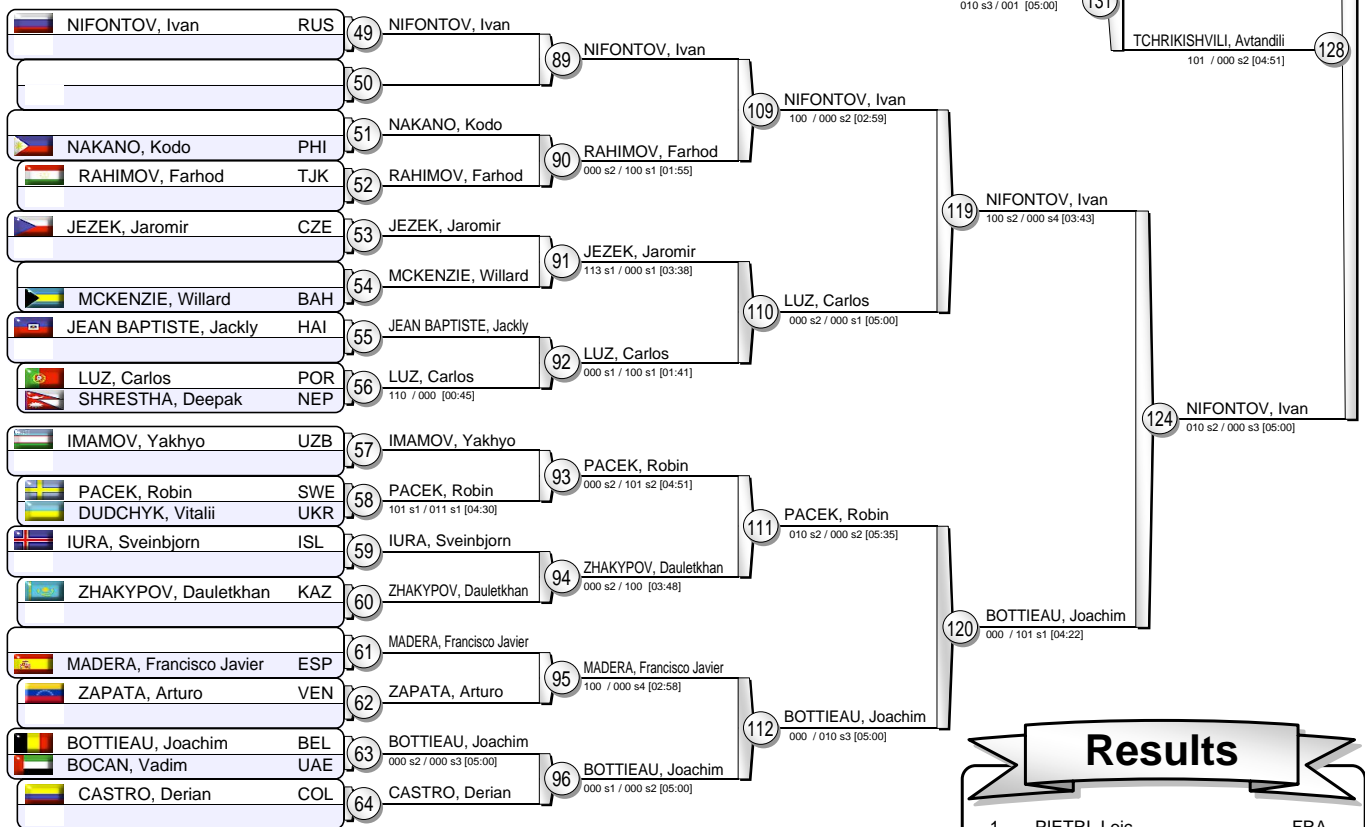 010 s3 / 001 [05:00]
131
TCHRIKISHVILI, Avtandili
101 / 000 s2 [04:51]
128
NIFONTOV, Ivan RUS
49
50
NAKANO, Kodo PHI
51
RAHIMOV, Farhod TJK
52
JEZEK, Jaromir CZE
53
54
MCKENZIE, Willard BAH
JEAN BAPTISTE, Jackly HAI
55
LUZ, Carlos POR
SHRESTHA, Deepak NEP
56
IMAMOV, Yakhyo UZB
57
PACEK, Robin SWE
DUDCHYK, Vitalii UKR
58
IURA, Sveinbjorn ISL
59
ZHAKYPOV, Dauletkhan KAZ
60
61
MADERA, Francisco Javier ESP
ZAPATA, Arturo VEN
62
BOTTIEAU, Joachim BEL
BOCAN, Vadim UAE
63
CASTRO, Derian COL
64
NIFONTOV, Ivan
89
NAKANO, Kodo
90
RAHIMOV, Farhod
JEZEK, Jaromir
91
MCKENZIE, Willard
JEAN BAPTISTE, Jackly
92
LUZ, Carlos
110 / 000 [00:45]
IMAMOV, Yakhyo
93
PACEK, Robin
101 s1 / 011 s1 [04:30]
IURA, Sveinbjorn
94
ZHAKYPOV, Dauletkhan
MADERA, Francisco Javier
95
ZAPATA, Arturo
BOTTIEAU, Joachim
000 s2 / 000 s3 [05:00]
96
CASTRO, Derian
NIFONTOV, Ivan
109
RAHIMOV, Farhod
000 s2 / 100 s1 [01:55]
JEZEK, Jaromir
113 s1 / 000 s1 [03:38]
110
LUZ, Carlos
000 s1 / 100 s1 [01:41]
PACEK, Robin
000 s2 / 101 s2 [04:51]
111
ZHAKYPOV, Dauletkhan
000 s2 / 100 [03:48]
MADERA, Francisco Javier
100 / 000 s4 [02:58]
112
BOTTIEAU, Joachim
000 s1 / 000 s2 [05:00]
NIFONTOV, Ivan
100 / 000 s2 [02:59]
119
LUZ, Carlos
000 s2 / 000 s1 [05:00]
PACEK, Robin
010 s2 / 000 s2 [05:35]
120
BOTTIEAU, Joachim
000 / 010 s3 [05:00]
NIFONTOV, Ivan
100 s2 / 000 s4 [03:43]
124
BOTTIEAU, Joachim
000 / 101 s1 [04:22]
NIFONTOV, Ivan
010 s2 / 000 s3 [05:00]
Results
1 PIETRI, Loic FRA